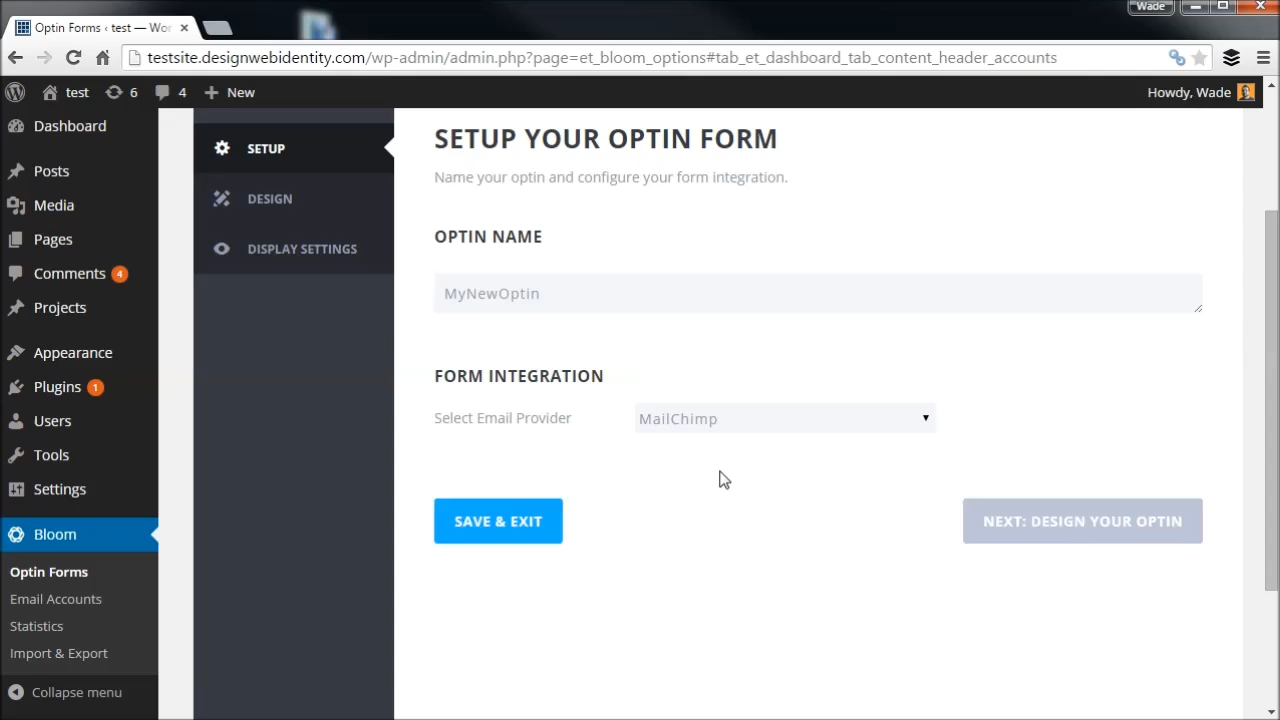 Wade
Optin Forms ‹ test — Wor
testsite.designwebidentity.com/wp-admin/admin.php?page=et_bloom_options#tab_et_dashboard_tab_content_header_accounts
test 6 4 New Howdy, Wade
Dashboard
Posts
Media
Pages
Comments 4
Projects
Appearance
Plugins 1
Users
Tools
Settings
Bloom
Optin Forms
Email Accounts
Statistics
Import & Export
Collapse menu
SETUP
DESIGN
DISPLAY SETTINGS
SETUP YOUR OPTIN FORM
Name your optin and configure your form integration.
OPTIN NAME
MyNewOptin
FORM INTEGRATION
Select Email Provider MailChimp
SAVE & EXIT NEXT: DESIGN YOUR OPTIN